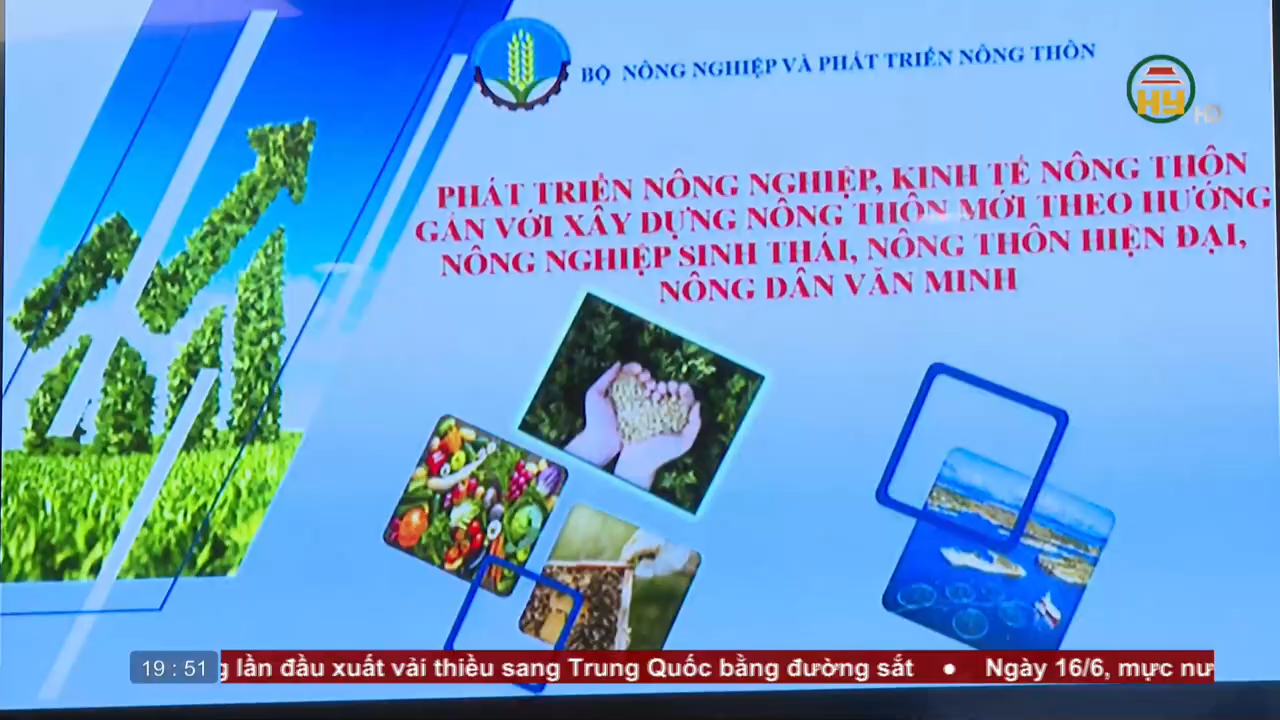 BỘ NÔNG NGHIỆP VÀ PHÁT TRIỂN NÔNG THÔN
HY HD
PHÁT TRIỂN NÔNG NGHIỆP, KINH TẾ NÔNG THÔN
GẮN VỚI XÂY DỰNG NÔNG THÔN MỚI THEO HƯỚNG
NÔNG NGHIỆP SINH THÁI, NÔNG THÔN HIỆN ĐẠI,
NÔNG DÂN VĂN MINH
19 : 51
lần đầu xuất vải thiều sang Trung Quốc bằng đường sắt ● Ngày 16/6, mực